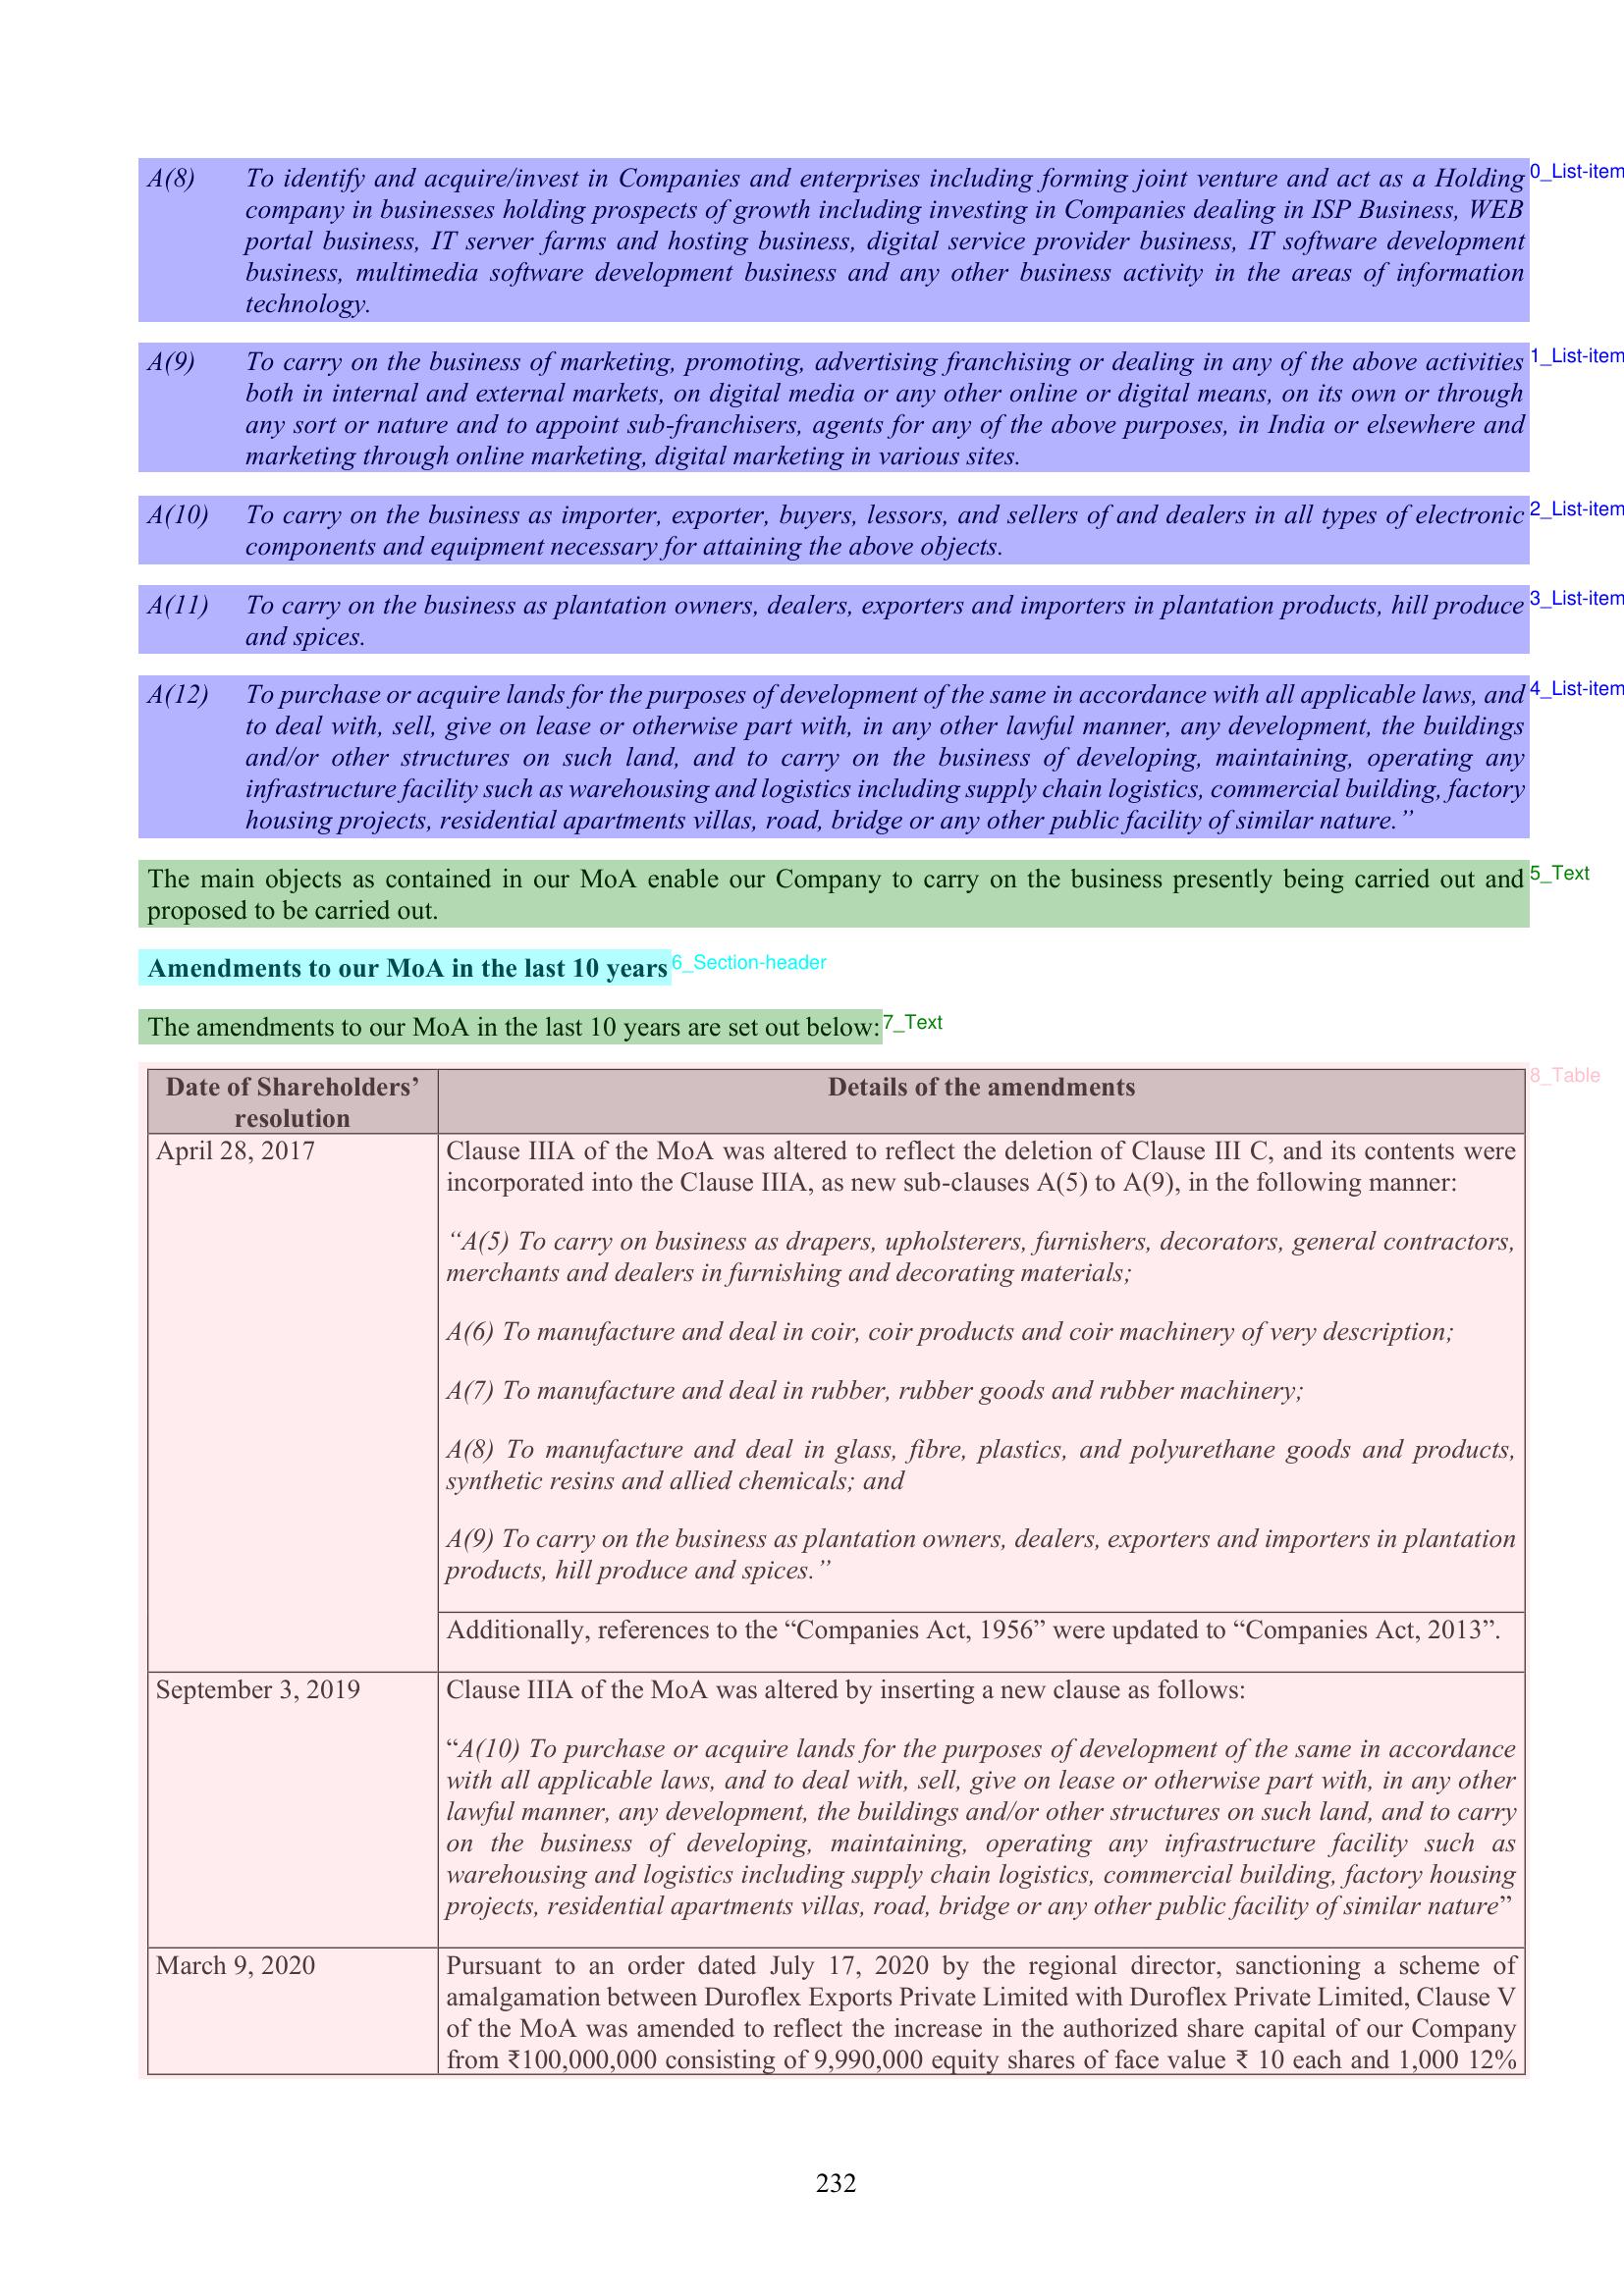 A(8) To identify and acquire/invest in Companies and enterprises including forming joint venture and act as a Holding 0_List-item
company in businesses holding prospects of growth including investing in Companies dealing in ISP Business, WEB
portal business, IT server farms and hosting business, digital service provider business, IT software development
business, multimedia software development business and any other business activity in the areas of information
technology.
A(9) To carry on the business of marketing, promoting, advertising franchising or dealing in any of the above activities 1_List-item
both in internal and external markets, on digital media or any other online or digital means, on its own or through
any sort or nature and to appoint sub-franchisers, agents for any of the above purposes, in India or elsewhere and
marketing through online marketing, digital marketing in various sites.
A(10) To carry on the business as importer, exporter, buyers, lessors, and sellers of and dealers in all types of electronic 2_List-item
components and equipment necessary for attaining the above objects.
A(11) To carry on the business as plantation owners, dealers, exporters and importers in plantation products, hill produce 3_List-item
and spices.
A(12) To purchase or acquire lands for the purposes of development of the same in accordance with all applicable laws, and 4_List-item
to deal with, sell, give on lease or otherwise part with, in any other lawful manner, any development, the buildings
and/or other structures on such land, and to carry on the business of developing, maintaining, operating any
infrastructure facility such as warehousing and logistics including supply chain logistics, commercial building, factory
housing projects, residential apartments villas, road, bridge or any other public facility of similar nature.”
The main objects as contained in our MoA enable our Company to carry on the business presently being carried out and 5_Text
proposed to be carried out.
Amendments to our MoA in the last 10 years 6_Section-header
The amendments to our MoA in the last 10 years are set out below: 7_Text
8_Table
Date of Shareholders’
resolution
Details of the amendments
April 28, 2017
Clause IIIA of the MoA was altered to reflect the deletion of Clause III C, and its contents were
incorporated into the Clause IIIA, as new sub-clauses A(5) to A(9), in the following manner:
“A(5) To carry on business as drapers, upholsterers, furnishers, decorators, general contractors,
merchants and dealers in furnishing and decorating materials;
A(6) To manufacture and deal in coir, coir products and coir machinery of very description;
A(7) To manufacture and deal in rubber, rubber goods and rubber machinery;
A(8) To manufacture and deal in glass, fibre, plastics, and polyurethane goods and products,
synthetic resins and allied chemicals; and
A(9) To carry on the business as plantation owners, dealers, exporters and importers in plantation
products, hill produce and spices.”
Additionally, references to the “Companies Act, 1956” were updated to “Companies Act, 2013”.
September 3, 2019
Clause IIIA of the MoA was altered by inserting a new clause as follows:
“A(10) To purchase or acquire lands for the purposes of development of the same in accordance
with all applicable laws, and to deal with, sell, give on lease or otherwise part with, in any other
lawful manner, any development, the buildings and/or other structures on such land, and to carry
on the business of developing, maintaining, operating any infrastructure facility such as
warehousing and logistics including supply chain logistics, commercial building, factory housing
projects, residential apartments villas, road, bridge or any other public facility of similar nature”
March 9, 2020
Pursuant to an order dated July 17, 2020 by the regional director, sanctioning a scheme of
amalgamation between Duroflex Exports Private Limited with Duroflex Private Limited, Clause V
of the MoA was amended to reflect the increase in the authorized share capital of our Company
from ₹100,000,000 consisting of 9,990,000 equity shares of face value ₹ 10 each and 1,000 12%
232